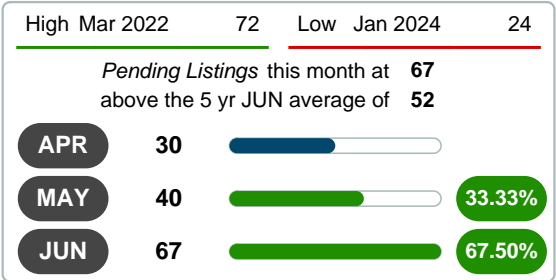 High Mar 2022 72 Low Jan 2024 24
Pending Listings this month at 67
above the 5 yr JUN average of 52
APR 30
MAY 40 33.33%
JUN 67 67.50%